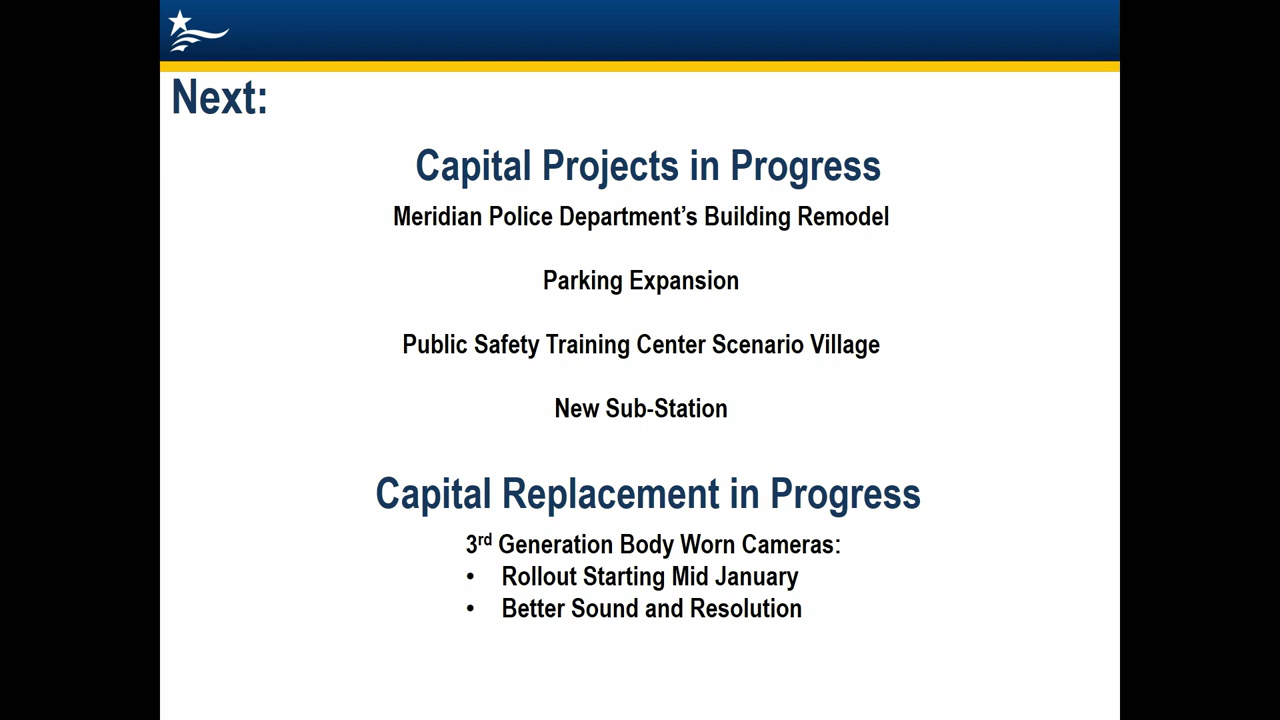 Next:
Capital Projects in Progress
Meridian Police Department’s Building Remodel
Parking Expansion
Public Safety Training Center Scenario Village
New Sub-Station
Capital Replacement in Progress
3rd Generation Body Worn Cameras:
• Rollout Starting Mid January
• Better Sound and Resolution